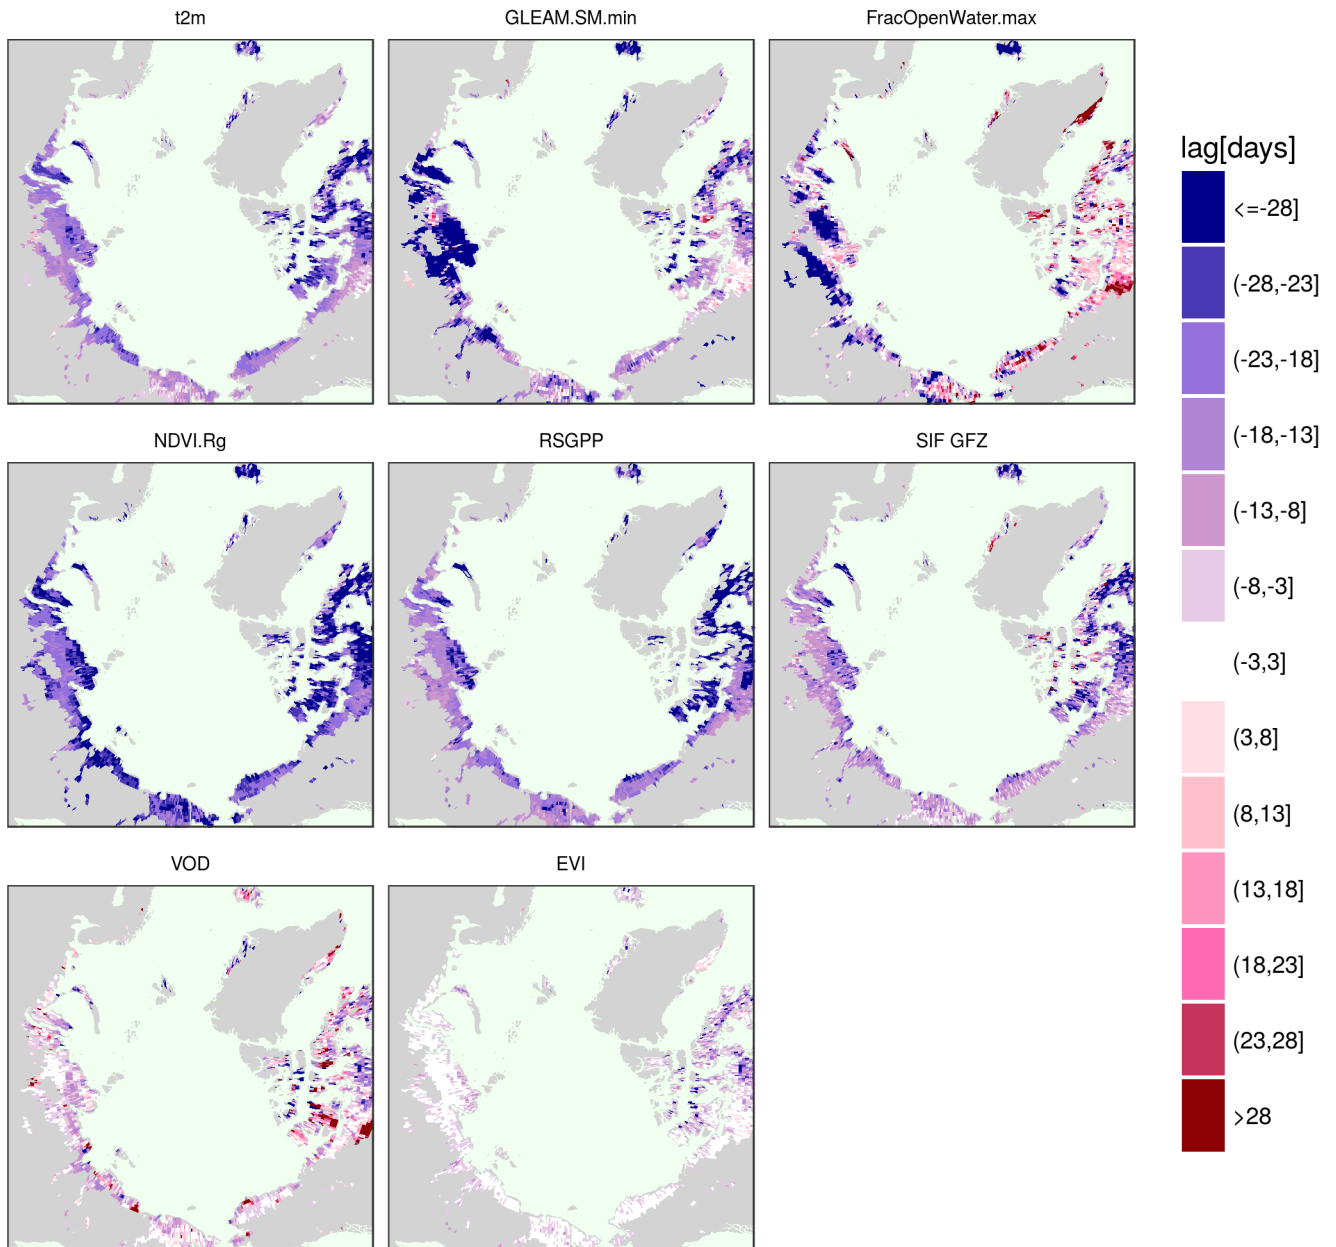 t2m
GLEAM.SM.min
FracOpenWater.max
NDVI.Rg
RSGPP
SIF GFZ
VOD
EVI
lag[days]
<=-28]
(-28,-23]
(-23,-18]
(-18,-13]
(-13,-8]
(-8,-3]
(-3,3]
(3,8]
(8,13]
(13,18]
(18,23]
(23,28]
>28